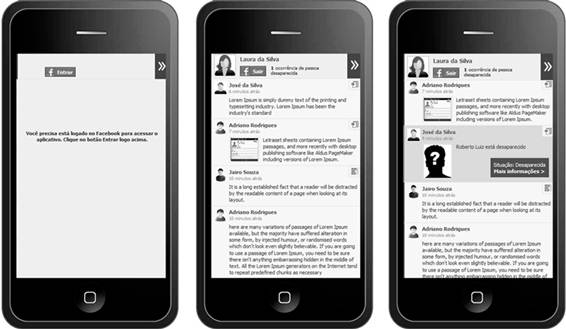 f Entrar
»
Você precisa está logado no Facebook para acessar o
aplicativo. Clique no botão Entrar logo acima.
Laura da Silva
f Sair
1 ocorrência de pessoa
desaparecida
»
José da Silva
4 minutos atrás
Lorem Ipsum is simply dummy text of the printing and
typesetting industry. Lorem Ipsum has been the
industry's standard
Adriano Rodrigues
7 minutos atrás
Letraset sheets containing Lorem Ipsum
passages, and more recently with desktop
publishing software like Aldus PageMaker
including versions of Lorem Ipsum.
Jairo Souza
10 minutos atrás
It is a long established fact that a reader will be distracted
by the readable content of a page when looking at its
layout.
Adriano Rodrigues
10 minutos atrás
here are many variations of passages of Lorem Ipsum
available, but the majority have suffered alteration in
some form, by injected humour, or randomised words
which don't look even slightly believable. If you are going
to use a passage of Lorem Ipsum, you need to be sure
there isn't anything embarrassing hidden in the middle of
text. All the Lorem Ipsum generators on the Internet tend
to repeat predefined chunks as necessary
Laura da Silva
f Sair
1 ocorrência de pessoa
desaparecida
»
Adriano Rodrigues
7 minutos atrás
Letraset sheets containing Lorem Ipsum
passages, and more recently with desktop
publishing software like Aldus PageMaker
including versions of Lorem Ipsum.
José da Silva
9 minutos atrás
Roberto Luiz está desaparecido
?
Situação: Desaparecida
Mais informações >
Jairo Souza
10 minutos atrás
It is a long established fact that a reader will be distracted
by the readable content of a page when looking at its
layout.
Adriano Rodrigues
10 minutos atrás
here are many variations of passages of Lorem Ipsum
available, but the majority have suffered alteration in
some form, by injected humour, or randomised words
which don't look even slightly believable. If you are going
to use a passage of Lorem Ipsum, you need to be sure
there isn't anything embarrassing hidden in the middle of